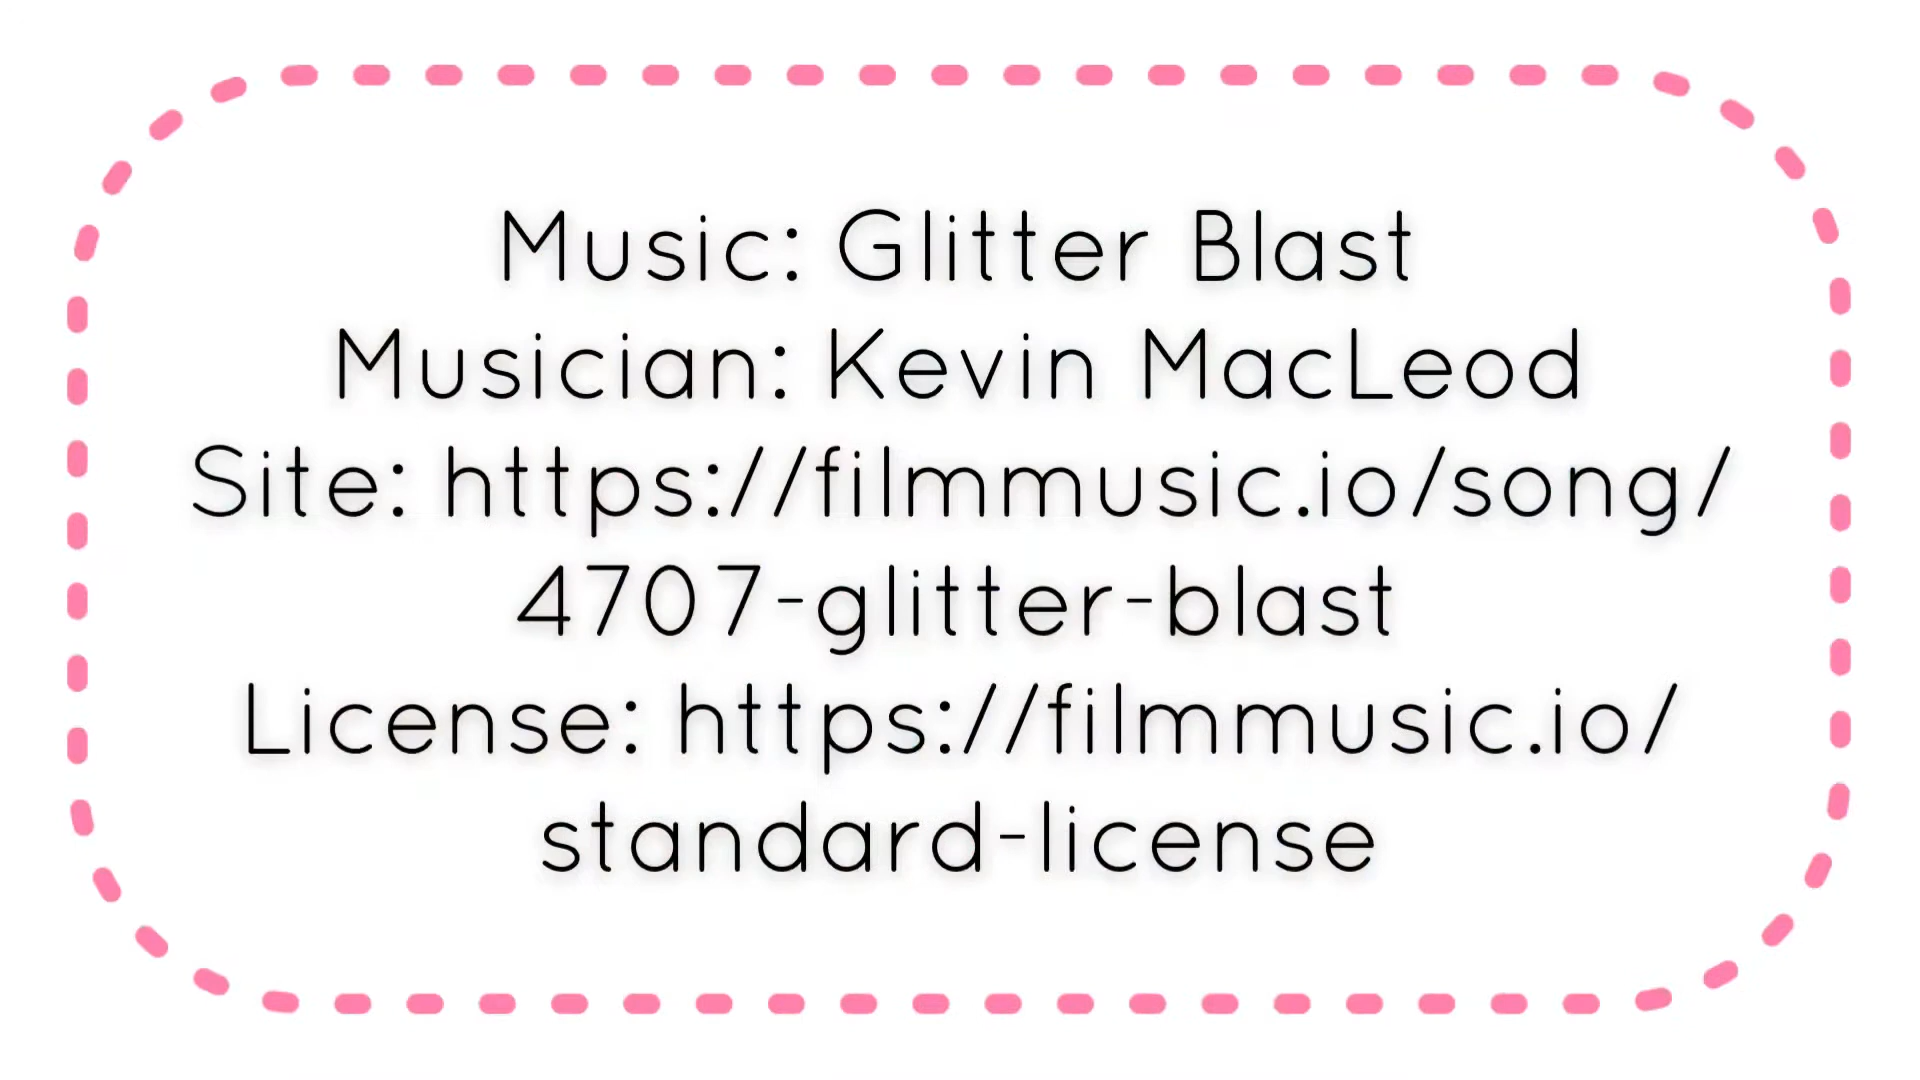 Music: Glitter Blast
Musician: Kevin MacLeod
Site: https://filmmusic.io/song/
4707-glitter-blast
License: https://filmmusic.io/
standard-license